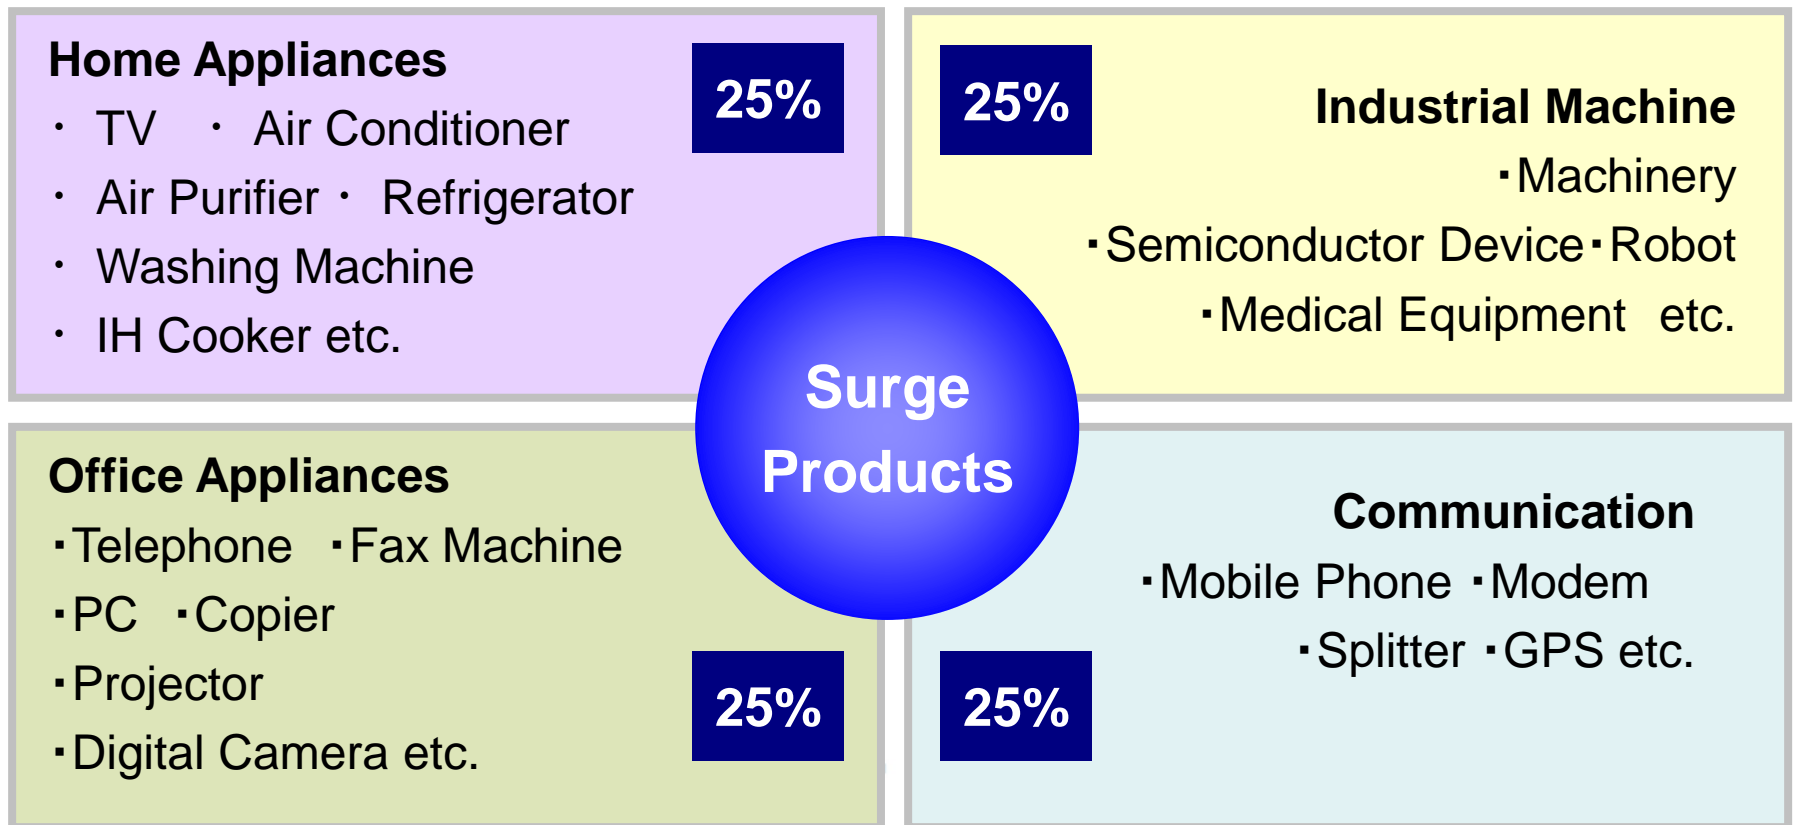 Home Appliances
・ TV ・ Air Conditioner
・ Air Purifier ・ Refrigerator
・ Washing Machine
・ IH Cooker etc.
25%
25%
Industrial Machine
・Machinery
・Semiconductor Device・Robot
・Medical Equipment etc.
Surge
Products
Office Appliances
・Telephone ・Fax Machine
・PC ・Copier
・Projector
・Digital Camera etc.
25%
25%
Communication
・Mobile Phone ・Modem
・Splitter ・GPS etc.